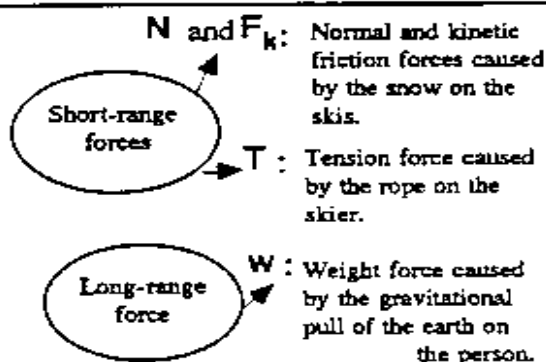 N and Fk: Normal and kinetic
friction forces caused
by the snow on the
skis.
Short-range
forces
T: Tension force caused
by the rope on the
skier.
Long-range
force
W: Weight force caused
by the gravitational
pull of the earth on
the person.